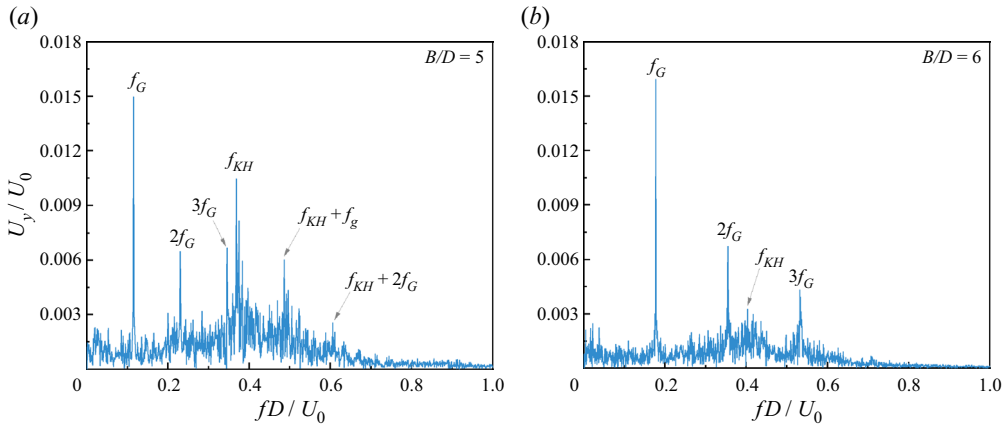 (a)
B/D = 5
U_y / U_0
0.018
0.015
0.012
0.009
0.006
0.003
f_G
2f_G
3f_G
f_KH
f_KH + f_g
f_KH + 2f_G
0
0.2
0.4
0.6
0.8
1.0
fD / U_0
(b)
B/D = 6
0.018
0.015
0.012
0.009
0.006
0.003
f_G
2f_G
f_KH
3f_G
0
0.2
0.4
0.6
0.8
1.0
fD / U_0